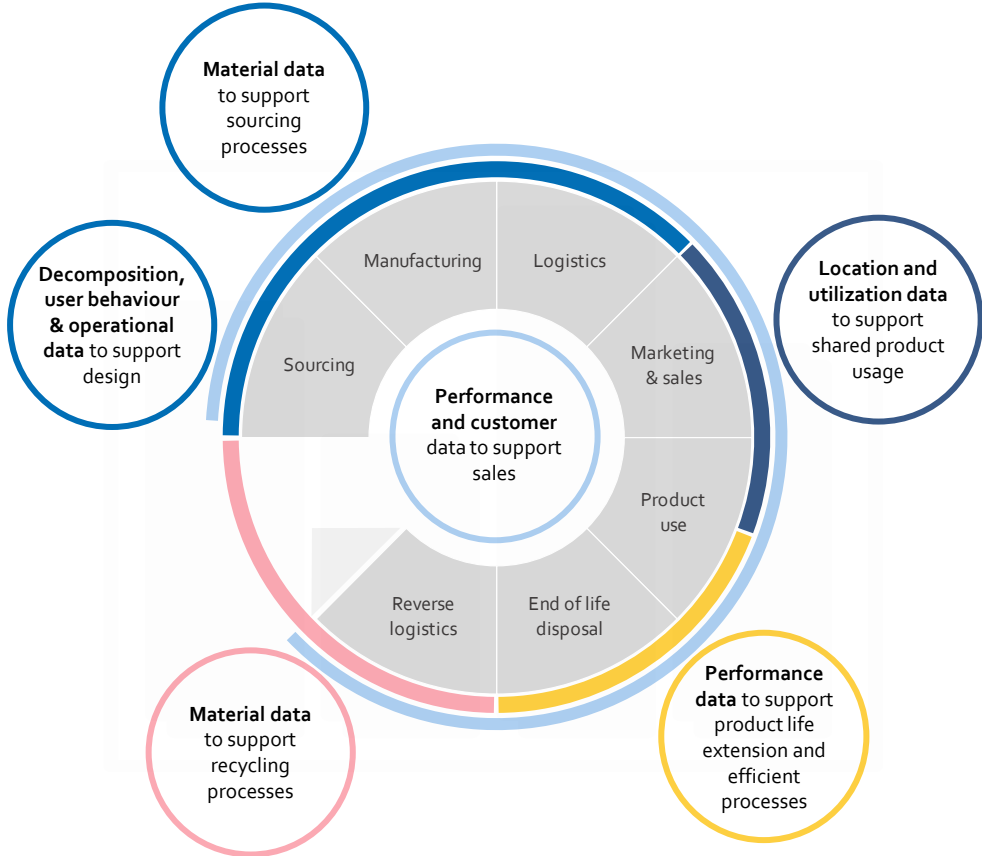 Material data
to support
sourcing
processes
Decomposition,
user behaviour
& operational
data to support
design
Location and
utilization data
to support
shared product
usage
Manufacturing
Logistics
Sourcing
Marketing
& sales
Performance
and customer
data to support
sales
Product
use
Reverse
logistics
End of life
disposal
Material data
to support
recycling
processes
Performance
data to support
product life
extension and
efficient
processes